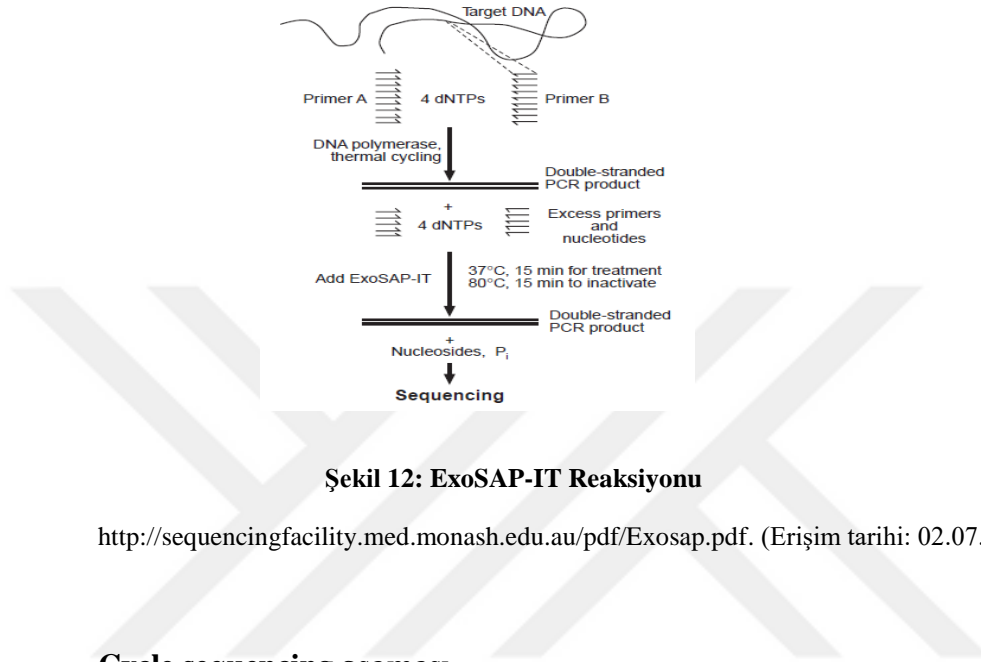 Target DNA
Primer A 4 dNTPs Primer B
DNA polymerase,
thermal cycling
Double-stranded
PCR product
+
4 dNTPs
Excess primers
and
nucleotides
Add ExoSAP-IT
37°C, 15 min for treatment
80°C, 15 min to inactivate
Double-stranded
PCR product
+
Nucleosides, Pi
Sequencing
Şekil 12: ExoSAP-IT Reaksiyonu
http://sequencingfacility.med.monash.edu.au/pdf/Exosap.pdf. (Erişim tarihi: 02.07.
Cycle sequencing aşaması